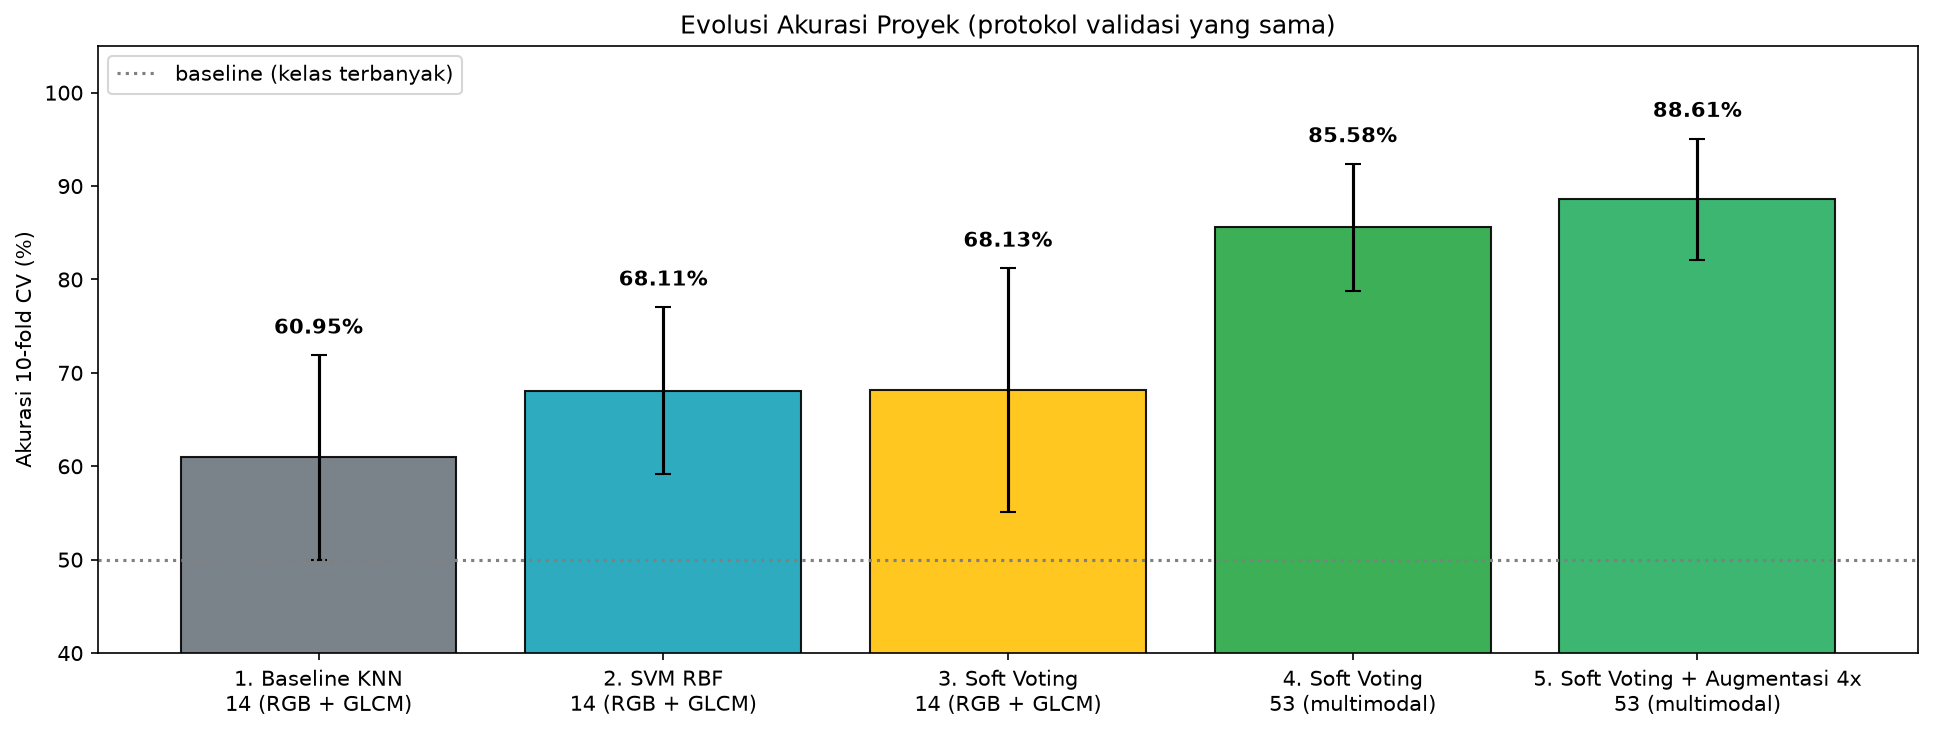 Evolusi Akurasi Proyek (protokol validasi yang sama)
baseline (kelas terbanyak)
Akurasi 10-fold CV (%)
100
90
80
70
60
50
40
60.95%
68.11%
68.13%
85.58%
88.61%
1. Baseline KNN
14 (RGB + GLCM)
2. SVM RBF
14 (RGB + GLCM)
3. Soft Voting
14 (RGB + GLCM)
4. Soft Voting
53 (multimodal)
5. Soft Voting + Augmentasi 4x
53 (multimodal)